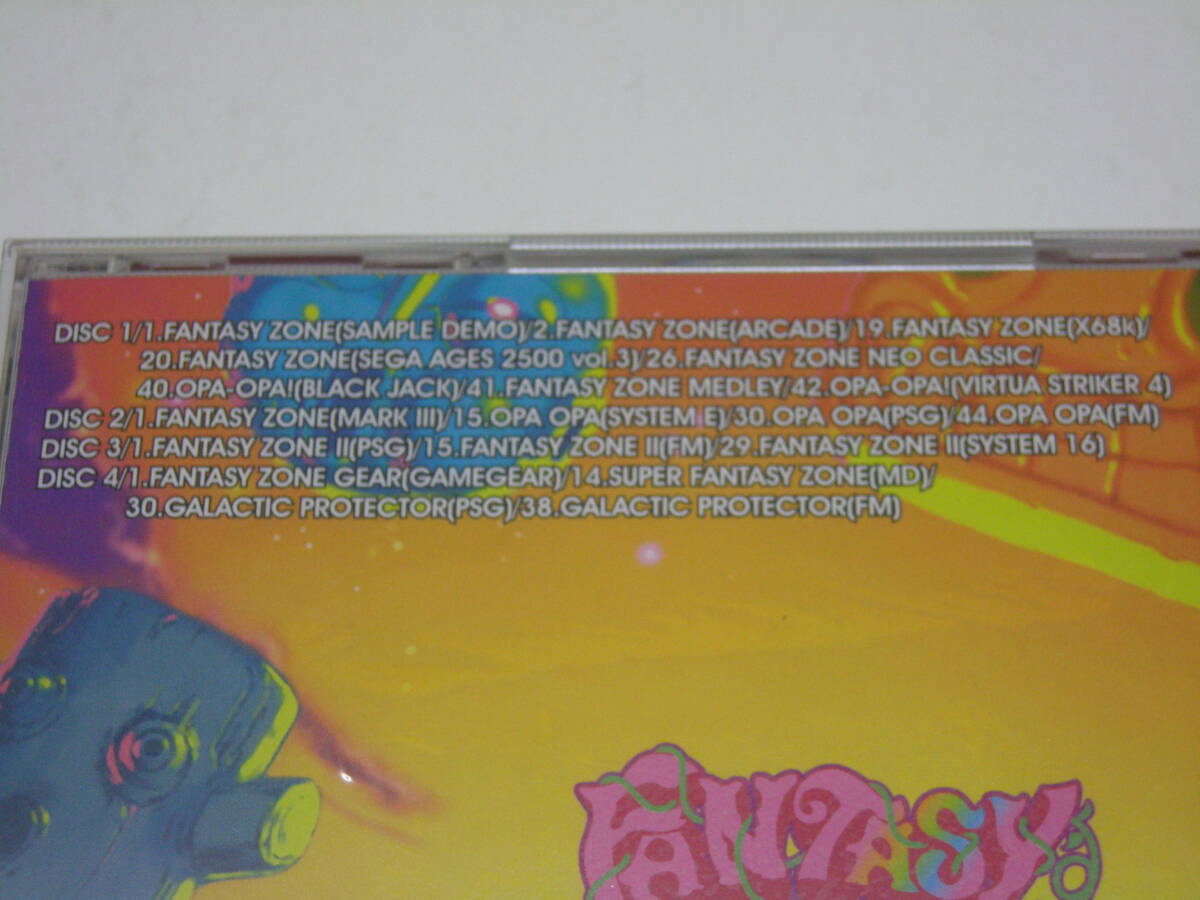 DISC 1/1.FANTASY ZONE(SAMPLE DEMO)/2.FANTASY ZONE(ARCADE)/19.FANTASY ZONE(X68k)/
20.FANTASY ZONE(SEGA AGES 2500 vol.3)/26.FANTASY ZONE NEO CLASSIC/
40.OPA-OPA!(BLACK JACK)/41.FANTASY ZONE MEDLEY/42.OPA-OPA!(VIRTUA STRIKER 4)
DISC 2/1.FANTASY ZONE(MARK III)/15.OPA OPA(SYSTEM E)/30.OPA OPA(PSG)/44.OPA OPA(FM)
DISC 3/1.FANTASY ZONE II(PSG)/15.FANTASY ZONE II(FM)/29.FANTASY ZONE II(SYSTEM 16)
DISC 4/1.FANTASY ZONE GEAR(GAMEGEAR)/14.SUPER FANTASY ZONE(MD)/
30.GALACTIC PROTECTOR(PSG)/38.GALACTIC PROTECTOR(FM)
FANTASY